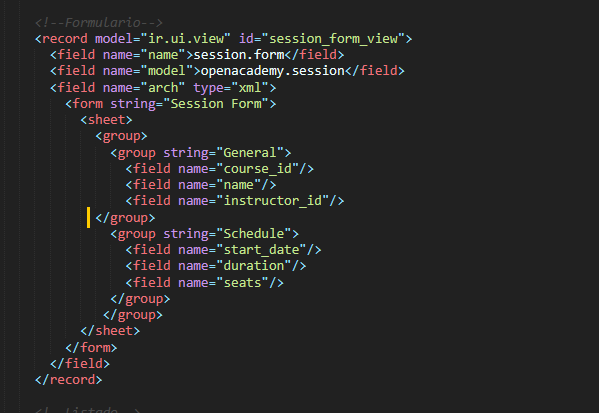 <!--Formulario-->
<record model="ir.ui.view" id="session_form_view">
<field name="name">session.form</field>
<field name="model">openacademy.session</field>
<field name="arch" type="xml">
<form string="Session Form">
<sheet>
<group>
<group string="General">
<field name="course_id"/>
<field name="name"/>
<field name="instructor_id"/>
</group>
<group string="Schedule">
<field name="start_date"/>
<field name="duration"/>
<field name="seats"/>
</group>
</group>
</sheet>
</form>
</field>
</record>
<!--Listado-->